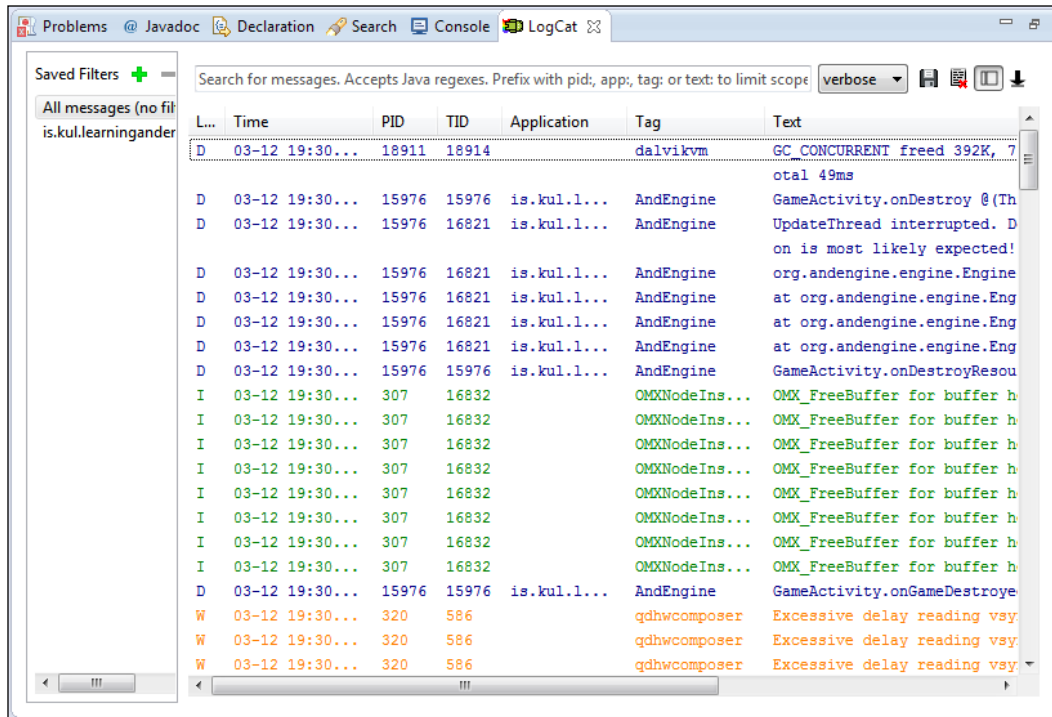 Problems @ Javadoc Declaration Search Console LogCat
Saved Filters
All messages (no fil
is.kul.learningander
Search for messages. Accepts Java regexes. Prefix with pid:, app:, tag: or text: to limit scope verbose
L... Time PID TID Application Tag Text
D 03-12 19:30... 18911 18914 dalvikvm GC_CONCURRENT freed 392K, 7
otal 49ms
D 03-12 19:30... 15976 15976 is.kul.l... AndEngine GameActivity.onDestroy @(Th
D 03-12 19:30... 15976 16821 is.kul.l... AndEngine UpdateThread interrupted. D
on is most likely expected!
D 03-12 19:30... 15976 16821 is.kul.l... AndEngine org.andengine.engine.Engine
D 03-12 19:30... 15976 16821 is.kul.l... AndEngine at org.andengine.engine.Eng
D 03-12 19:30... 15976 16821 is.kul.l... AndEngine at org.andengine.engine.Eng
D 03-12 19:30... 15976 16821 is.kul.l... AndEngine at org.andengine.engine.Eng
D 03-12 19:30... 15976 15976 is.kul.l... AndEngine GameActivity.onDestroyResou
I 03-12 19:30... 307 16832 OMXNodeIns... OMX_FreeBuffer for buffer h
I 03-12 19:30... 307 16832 OMXNodeIns... OMX_FreeBuffer for buffer h
I 03-12 19:30... 307 16832 OMXNodeIns... OMX_FreeBuffer for buffer h
I 03-12 19:30... 307 16832 OMXNodeIns... OMX_FreeBuffer for buffer h
I 03-12 19:30... 307 16832 OMXNodeIns... OMX_FreeBuffer for buffer h
I 03-12 19:30... 307 16832 OMXNodeIns... OMX_FreeBuffer for buffer h
I 03-12 19:30... 307 16832 OMXNodeIns... OMX_FreeBuffer for buffer h
I 03-12 19:30... 307 16832 OMXNodeIns... OMX_FreeBuffer for buffer h
D 03-12 19:30... 15976 15976 is.kul.l... AndEngine GameActivity.onGameDestroye
W 03-12 19:30... 320 586 qdhwcomposer Excessive delay reading vsy
W 03-12 19:30... 320 586 qdhwcomposer Excessive delay reading vsy
W 03-12 19:30... 320 586 qdhwcomposer Excessive delay reading vsy